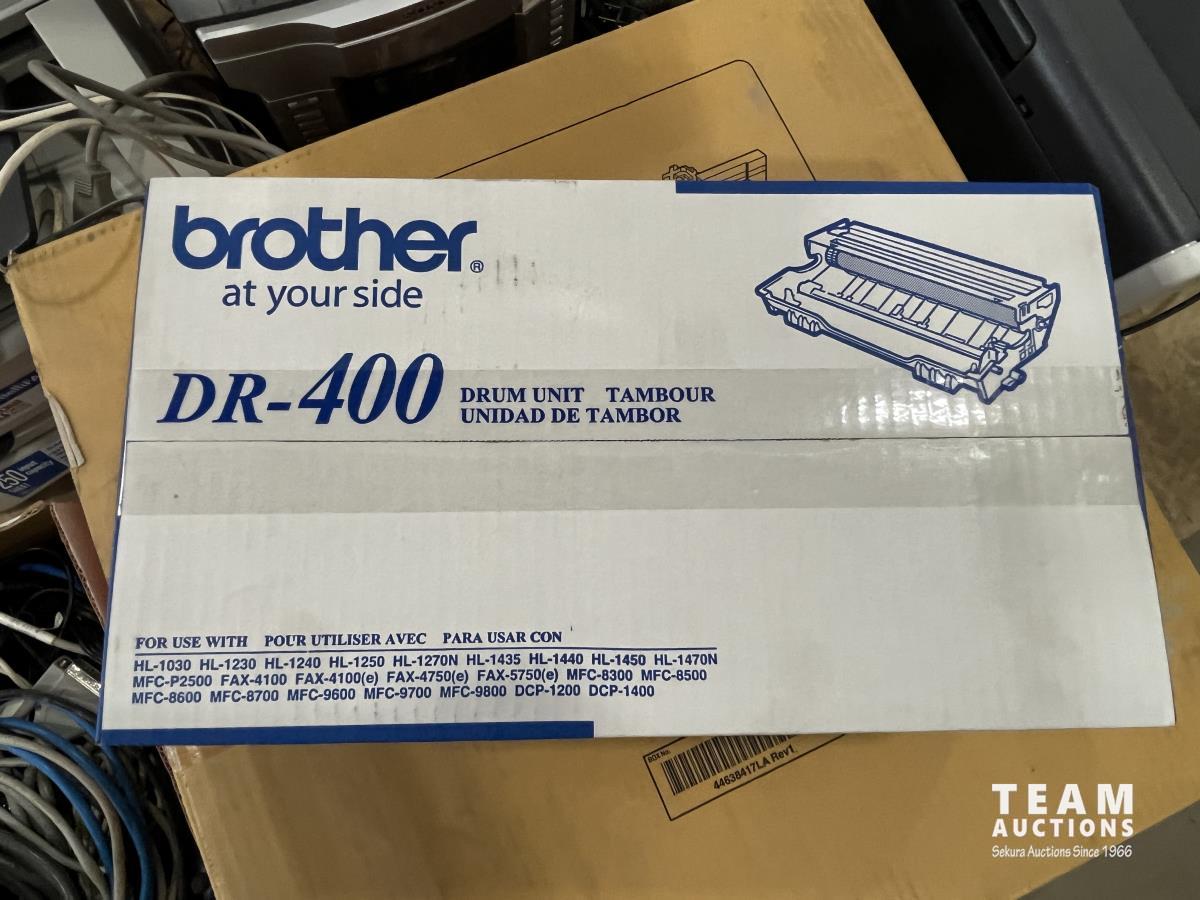 brother®
at your side
DR-400 DRUM UNIT TAMBOUR
UNIDAD DE TAMBOR
FOR USE WITH POUR UTILISER AVEC PARA USAR CON
HL-1030 HL-1230 HL-1240 HL-1250 HL-1270N HL-1435 HL-1440 HL-1450 HL-1470N
MFC-P2500 FAX-4100 FAX-4100(e) FAX-4750(e) FAX-5750(e) MFC-8300 MFC-8500
MFC-8600 MFC-8700 MFC-9600 MFC-9700 MFC-9800 DCP-1200 DCP-1400
250
BOX No.
44638417LA Rev1.
TEAM
AUCTIONS
Sekura Auctions Since 1966